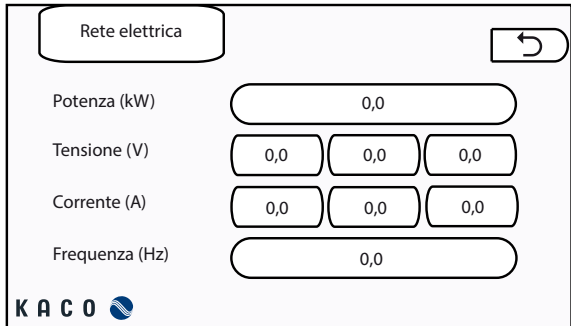 Rete elettrica
Potenza (kW) 0,0
Tensione (V) 0,0 0,0 0,0
Corrente (A) 0,0 0,0 0,0
Frequenza (Hz) 0,0
KACO